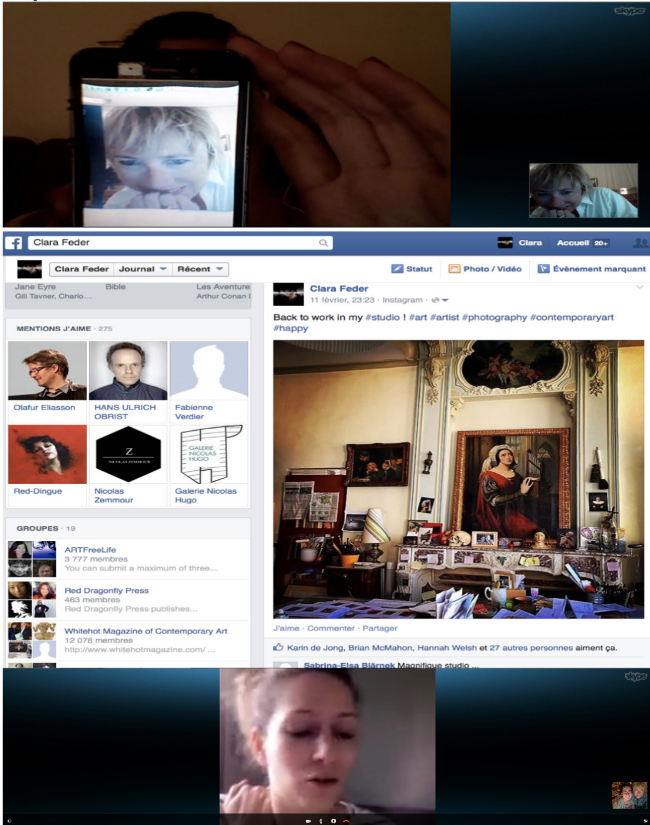 skype
Clara Feder
Clara Accueil 20+
Clara Feder Journal Récent
Statut Photo / Vidéo Évènement marquant
Jane Eyre Bible Les Aventure
Gill Tavner, Charlo... Arthur Conan
MENTIONS J'AIME · 275
Olafur Eliasson
HANS ULRICH
OBRIST
Fabienne
Verdier
Z
NICOLAS ZEMMOUR
GALERIE
NICOLAS
HUGO
Red-Dingue
Nicolas
Zemmour
Galerie Nicolas
Hugo
GROUPES · 19
ARTFreeLife
3 777 membres
You can submit a maximum of three...
Red Dragonfly Press
463 membres
Red Dragonfly Press publishes...
Whitehot Magazine of Contemporary Art
12 078 membres
http://www.whitehotmagazine.com/ ...
Clara Feder
11 février, 23:23 · Instagram ·
Back to work in my #studio ! #art #artist #photography #contemporaryart
#happy
J'aime · Commenter · Partager
Karin de Jong, Brian McMahon, Hannah Welsh et 27 autres personnes aiment ça.
Sabrina-Elsa Bjärnek Magnifique studio ...
skype